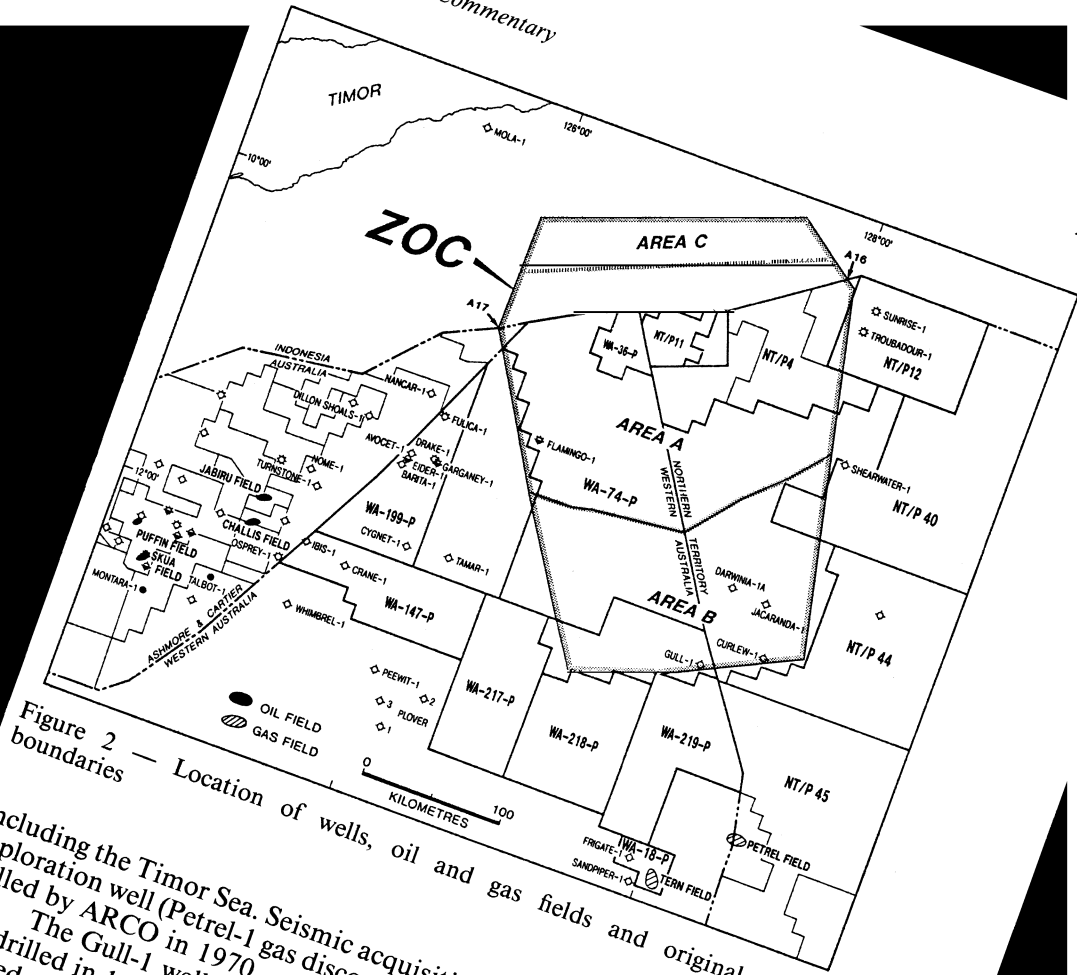 Commentary
TIMOR
MOLA-1
126°00'
10°00'
ZOC
AREA C
128°00'
A16
A17
SUNRISE-1
TROUBADOUR-1
NT/P12
WA-36-P
NT/P11
NT/P4
INDONESIA
AUSTRALIA
NANCAR-1
DILLON SHOALS-1
FULICA-1
AREA A
FLAMINGO-1
AVOCET-1
DRAKE-1
EIDER-1
GARGANEY-1
BARITA-1
NOME-1
TURNSTONE-1
SHEARWATER-1
12°00'
JABIRU FIELD
WA-74-P
NORTHERN
WESTERN
NT/P 40
WA-199-P
CHALLIS FIELD
CYGNET-1
PUFFIN FIELD
OSPREY-1
IBIS-1
SKUA
FIELD
TAMAR-1
TERRITORY
AUSTRALIA
MONTARA-1
TALBOT-1
CRANE-1
DARWINIA-1A
WA-147-P
WHIMBREL-1
AREA B
JACARANDA-1
ASHMORE & CARTIER
WESTERN AUSTRALIA
GULL-1
CURLEW-1
NT/P 44
PEEWIT-1
2
3 PLOVER
1
WA-217-P
WA-218-P
WA-219-P
NT/P 45
OIL FIELD
GAS FIELD
0
100
KILOMETRES
FRIGATE-1
WA-18-P
PETREL FIELD
SANDPIPER-1
TERN FIELD
Figure 2 — Location of wells, oil and gas fields and original
boundaries
including the Timor Sea. Seismic
exploration well (Petrel-1 gas
by ARCO in 1970
The Gull-1
drilled in